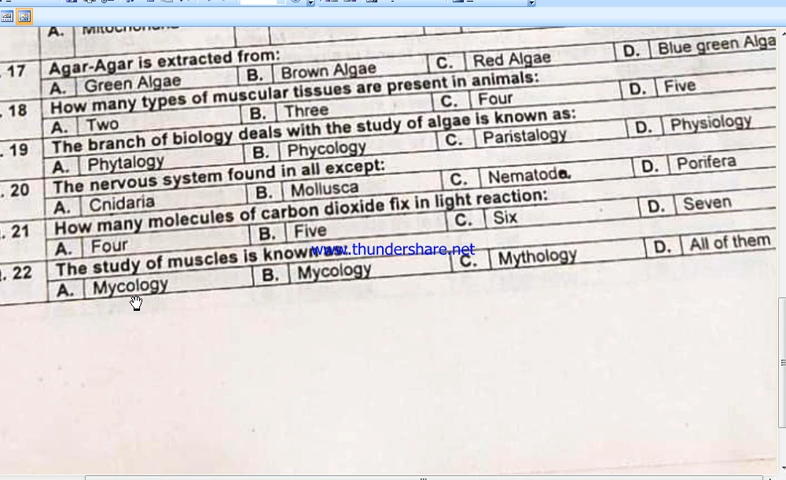 A. Mitochondria
. 17 Agar-Agar is extracted from:
A. Green Algae B. Brown Algae C. Red Algae D. Blue green Alga
. 18 How many types of muscular tissues are present in animals:
A. Two B. Three C. Four D. Five
. 19 The branch of biology deals with the study of algae is known as:
A. Phytalogy B. Phycology C. Paristalogy D. Physiology
. 20 The nervous system found in all except:
A. Cnidaria B. Mollusca C. Nematoda D. Porifera
. 21 How many molecules of carbon dioxide fix in light reaction:
A. Four B. Five C. Six D. Seven
. 22 The study of muscles is known as:
www.thundershare.net
A. Mycology B. Mycology C. Mythology D. All of them